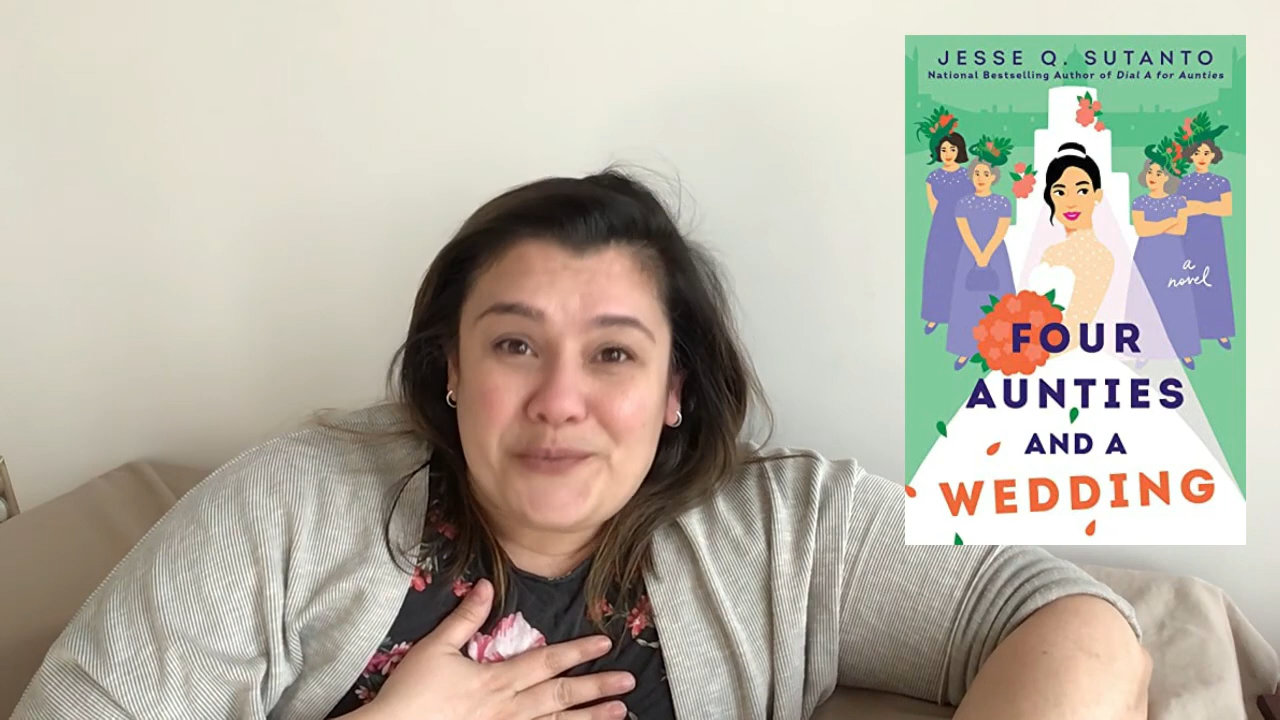 JESSE Q. SUTANTO
National Bestselling Author of Dial A for Aunties
a
novel
FOUR
AUNTIES
AND A
WEDDING